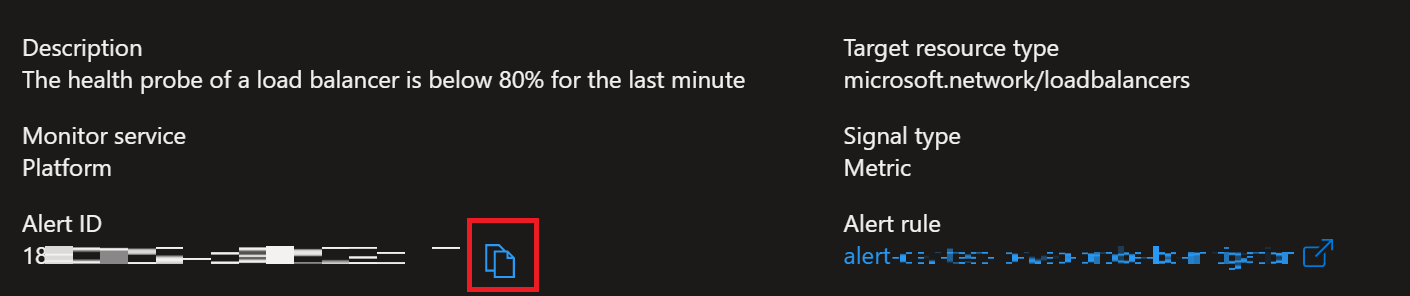 Description
The health probe of a load balancer is below 80% for the last minute
Target resource type
microsoft.network/loadbalancers
Monitor service
Platform
Signal type
Metric
Alert ID
Alert rule